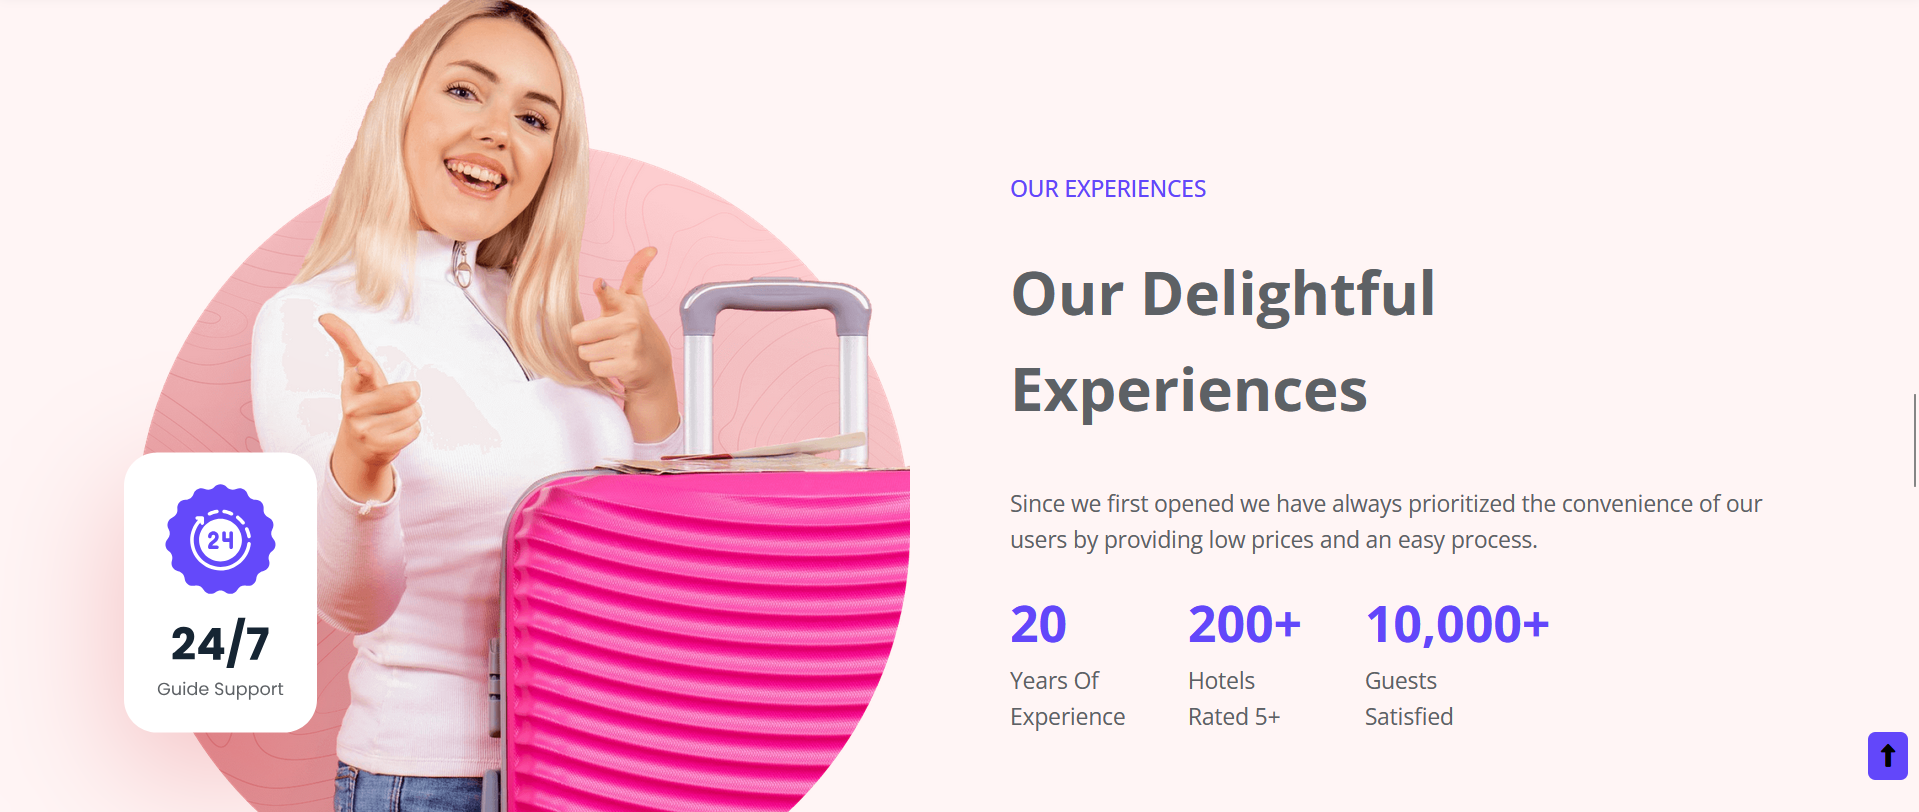 OUR EXPERIENCES
Our Delightful
Experiences
Since we first opened we have always prioritized the convenience of our
users by providing low prices and an easy process.
20
Years Of
Experience
200+
Hotels
Rated 5+
10,000+
Guests
Satisfied
24
24/7
Guide Support